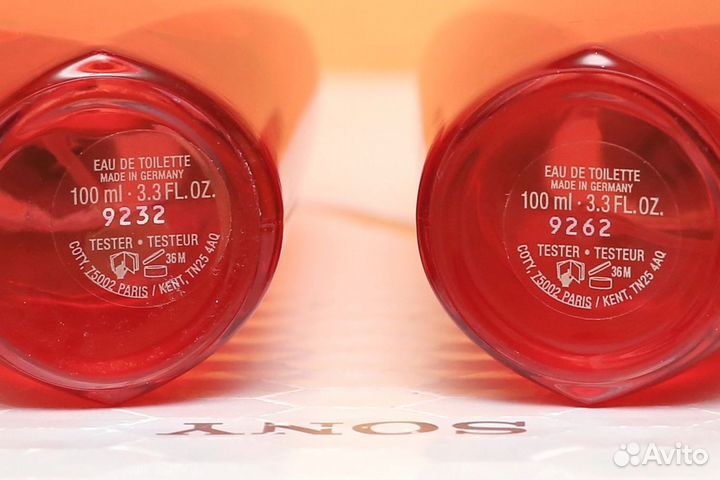 EAU DE TOILETTE
MADE IN GERMANY
100 ml · 3.3 FL.OZ.
9232
TESTER · TESTEUR
36 M
COTY, 75002 PARIS / KENT, TN25 4AQ
EAU DE TOILETTE
MADE IN GERMANY
100 ml · 3.3 FL.OZ.
9262
TESTER · TESTEUR
36 M
COTY, 75002 PARIS / KENT, TN25 4AQ
SONY
Avito